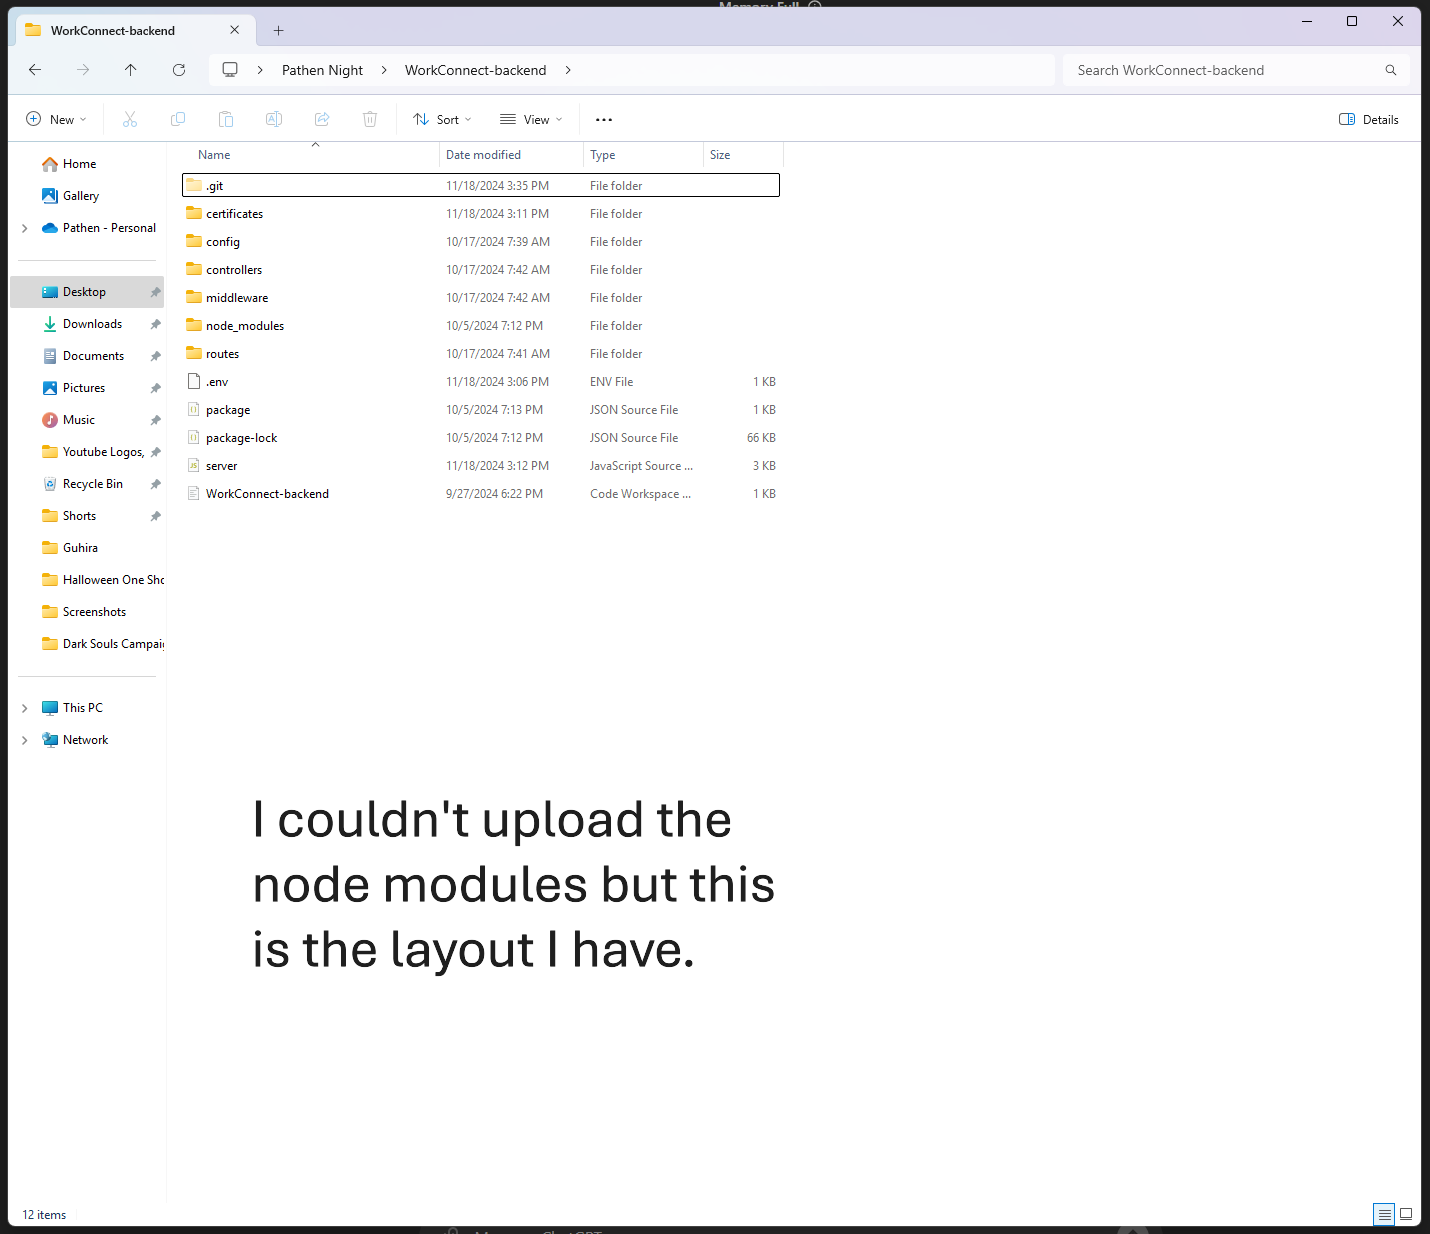 Memory Full
WorkConnect-backend
Pathen Night
WorkConnect-backend
Search WorkConnect-backend
New
Sort
View
Details
Home
Gallery
Pathen - Personal
Desktop
Downloads
Documents
Pictures
Music
Youtube Logos,
Recycle Bin
Shorts
Guhira
Halloween One Sho
Screenshots
Dark Souls Campaig
This PC
Network
Name Date modified Type Size
.git 11/18/2024 3:35 PM File folder
certificates 11/18/2024 3:11 PM File folder
config 10/17/2024 7:39 AM File folder
controllers 10/17/2024 7:42 AM File folder
middleware 10/17/2024 7:42 AM File folder
node_modules 10/5/2024 7:12 PM File folder
routes 10/17/2024 7:41 AM File folder
.env 11/18/2024 3:06 PM ENV File 1 KB
package 10/5/2024 7:13 PM JSON Source File 1 KB
package-lock 10/5/2024 7:12 PM JSON Source File 66 KB
server 11/18/2024 3:12 PM JavaScript Source ... 3 KB
WorkConnect-backend 9/27/2024 6:22 PM Code Workspace ... 1 KB
I couldn't upload the
node modules but this
is the layout I have.
12 items
ChatGPT